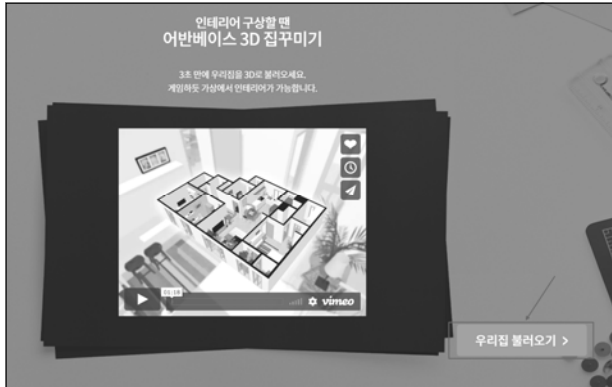 인테리어 구상할 땐
어반베이스 3D 집꾸미기
3초 만에 우리집을 3D로 불러오세요.
게임하듯 가상에서 인테리어가 가능합니다.
01:16
vimeo
우리집 불러오기 >